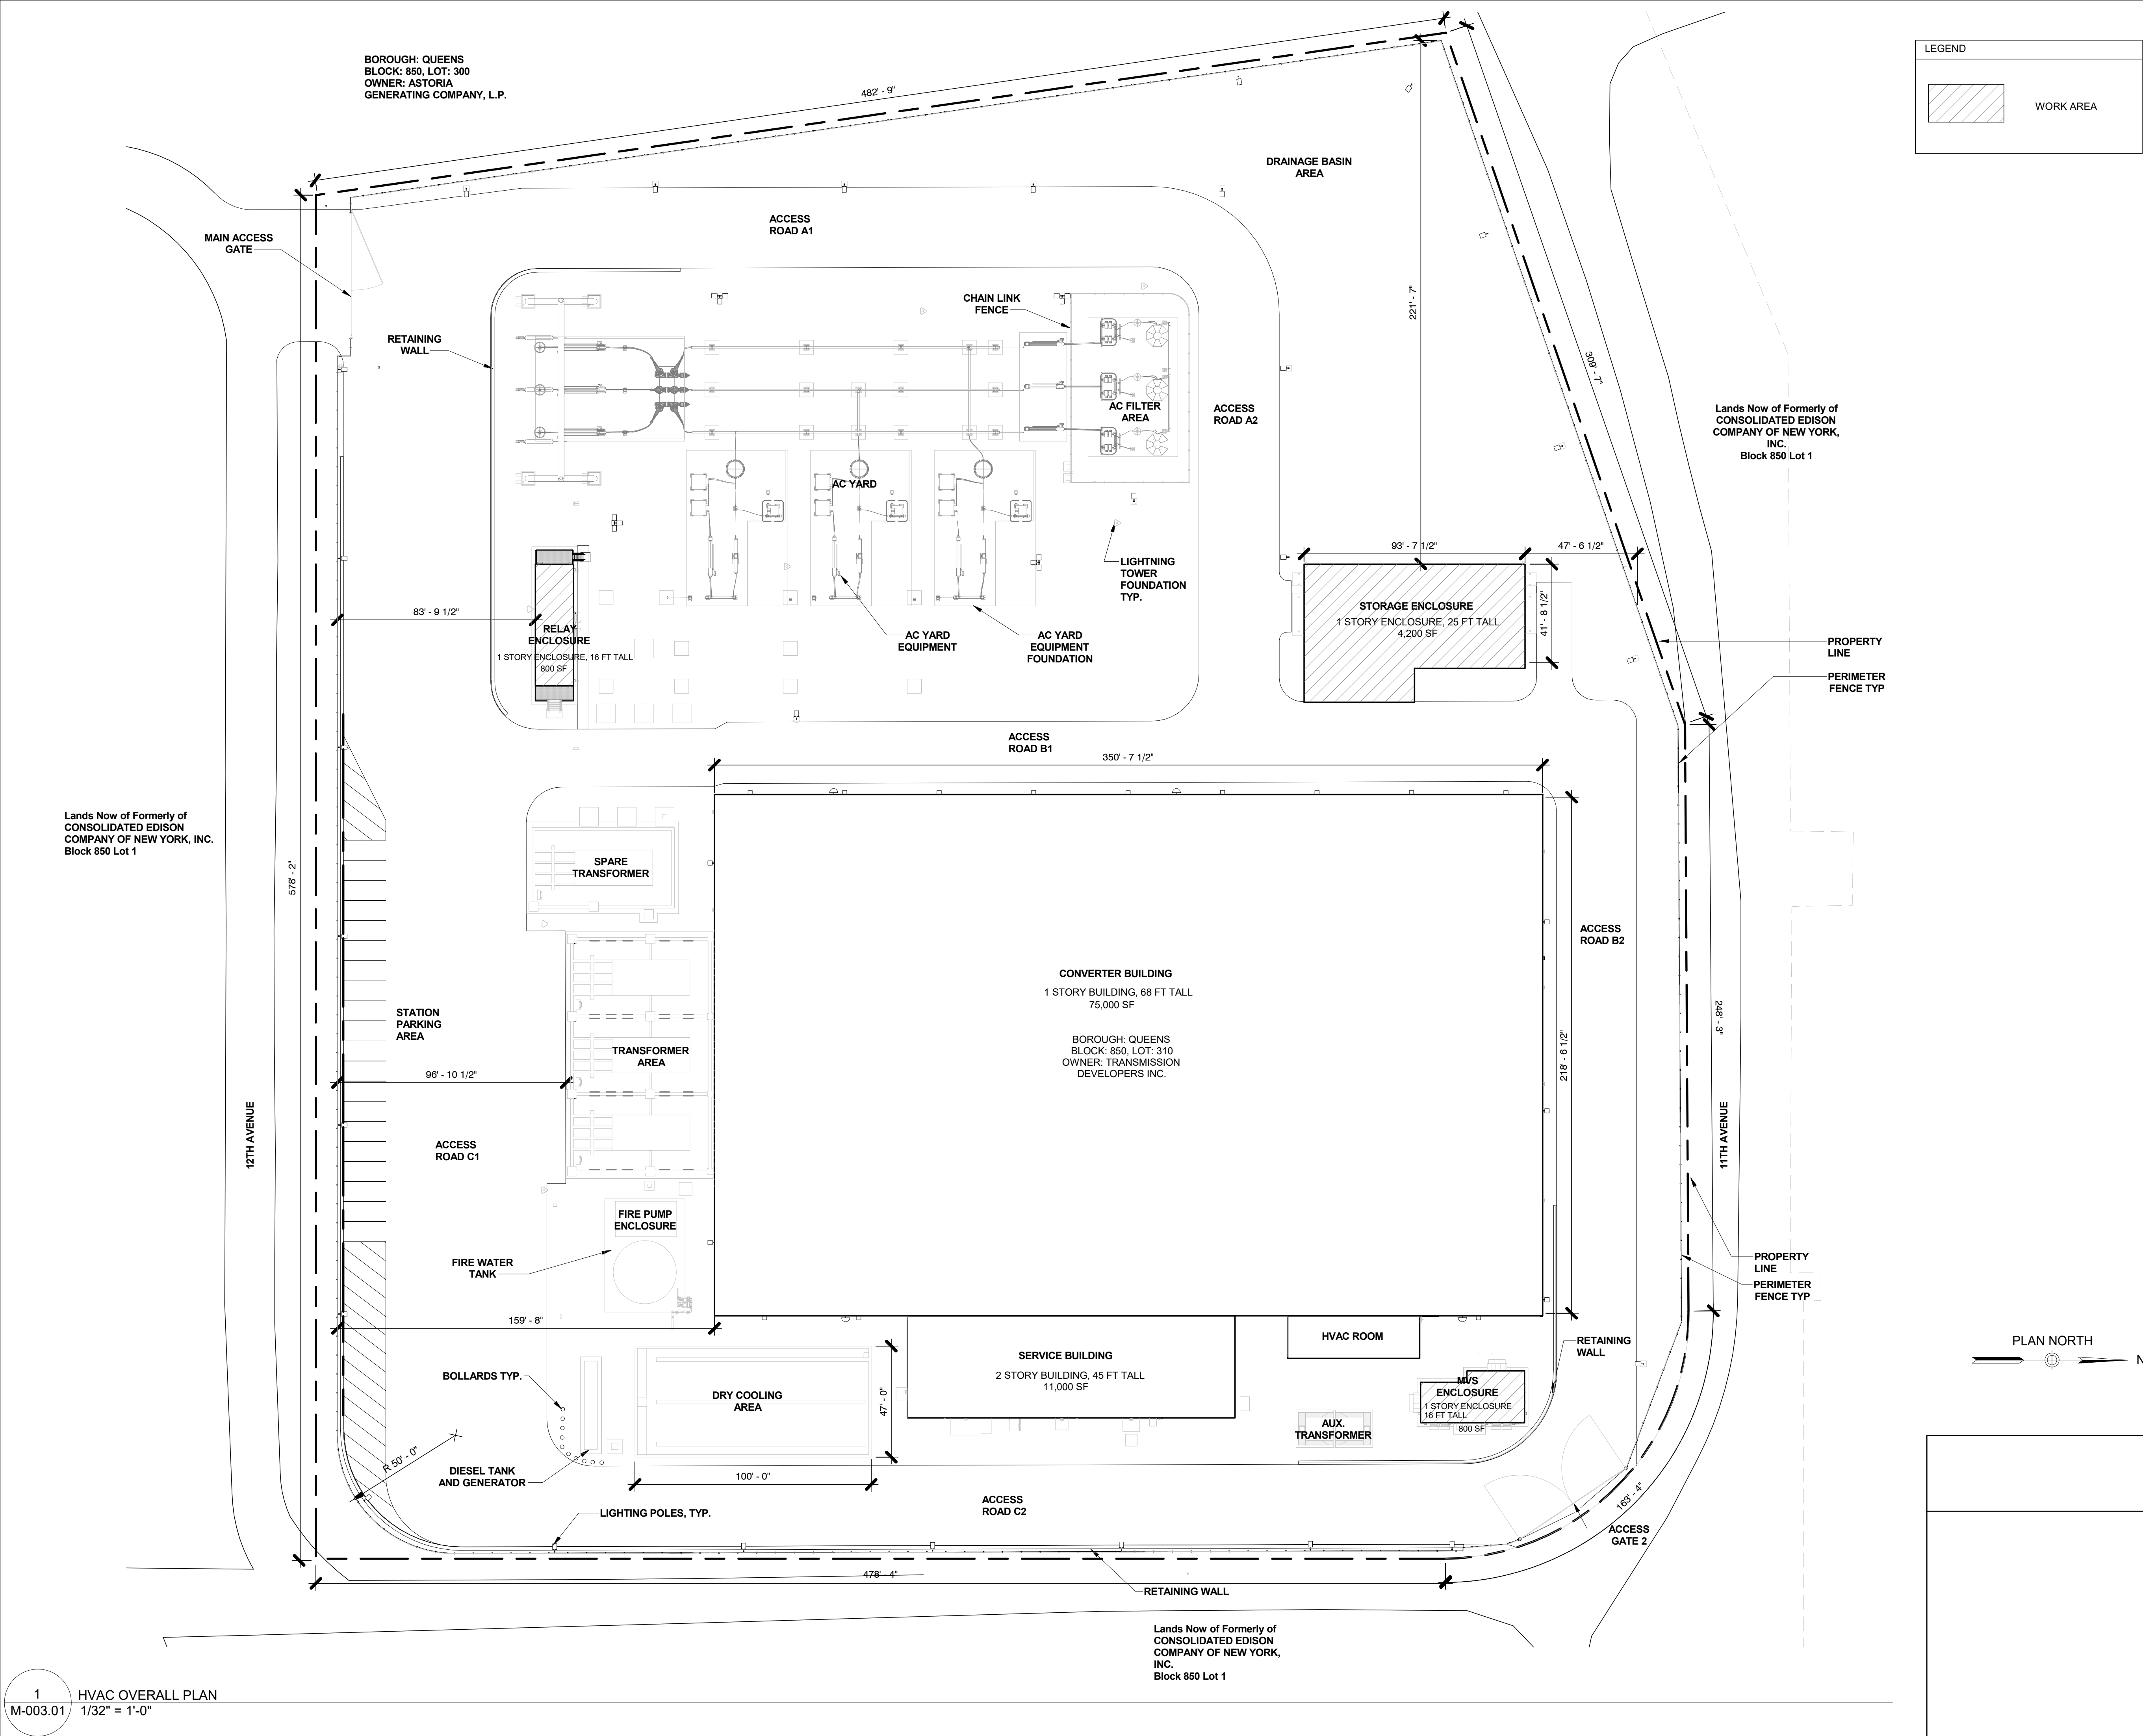 BOROUGH: QUEENS
BLOCK: 850, LOT: 300
OWNER: ASTORIA
GENERATING COMPANY, L.P.
482' - 9"
LEGEND
WORK AREA
DRAINAGE BASIN
AREA
ACCESS
ROAD A1
MAIN ACCESS
GATE
CHAIN LINK
FENCE
221' - 7"
RETAINING
WALL
309' - 7"
AC FILTER
AREA
ACCESS
ROAD A2
Lands Now of Formerly of
CONSOLIDATED EDISON
COMPANY OF NEW YORK,
INC.
Block 850 Lot 1
AC YARD
93' - 7 1/2"
47' - 6 1/2"
LIGHTNING
TOWER
FOUNDATION
TYP.
83' - 9 1/2"
RELAY
ENCLOSURE
1 STORY ENCLOSURE, 16 FT TALL
800 SF
AC YARD
EQUIPMENT
AC YARD
EQUIPMENT
FOUNDATION
STORAGE ENCLOSURE
1 STORY ENCLOSURE, 25 FT TALL
4,200 SF
41' - 8 1/2"
PROPERTY
LINE
PERIMETER
FENCE TYP
ACCESS
ROAD B1
350' - 7 1/2"
Lands Now of Formerly of
CONSOLIDATED EDISON
COMPANY OF NEW YORK, INC.
Block 850 Lot 1
578' - 2"
SPARE
TRANSFORMER
ACCESS
ROAD B2
CONVERTER BUILDING
1 STORY BUILDING, 68 FT TALL
75,000 SF
BOROUGH: QUEENS
BLOCK: 850, LOT: 310
OWNER: TRANSMISSION
DEVELOPERS INC.
STATION
PARKING
AREA
TRANSFORMER
AREA
248' - 3"
218' - 6 1/2"
96' - 10 1/2"
12TH AVENUE
11TH AVENUE
ACCESS
ROAD C1
FIRE PUMP
ENCLOSURE
FIRE WATER
TANK
PROPERTY
LINE
PERIMETER
FENCE TYP
159' - 8"
HVAC ROOM
RETAINING
WALL
PLAN NORTH
N
SERVICE BUILDING
2 STORY BUILDING, 45 FT TALL
11,000 SF
BOLLARDS TYP.
DRY COOLING
AREA
47' - 0"
MVS
ENCLOSURE
1 STORY ENCLOSURE
16 FT TALL
800 SF
AUX.
TRANSFORMER
R 50' - 0"
DIESEL TANK
AND GENERATOR
100' - 0"
163' - 4"
ACCESS
ROAD C2
LIGHTING POLES, TYP.
ACCESS
GATE 2
478' - 4"
RETAINING WALL
Lands Now of Formerly of
CONSOLIDATED EDISON
COMPANY OF NEW YORK,
INC.
Block 850 Lot 1
1
M-003.01
HVAC OVERALL PLAN
1/32" = 1'-0"